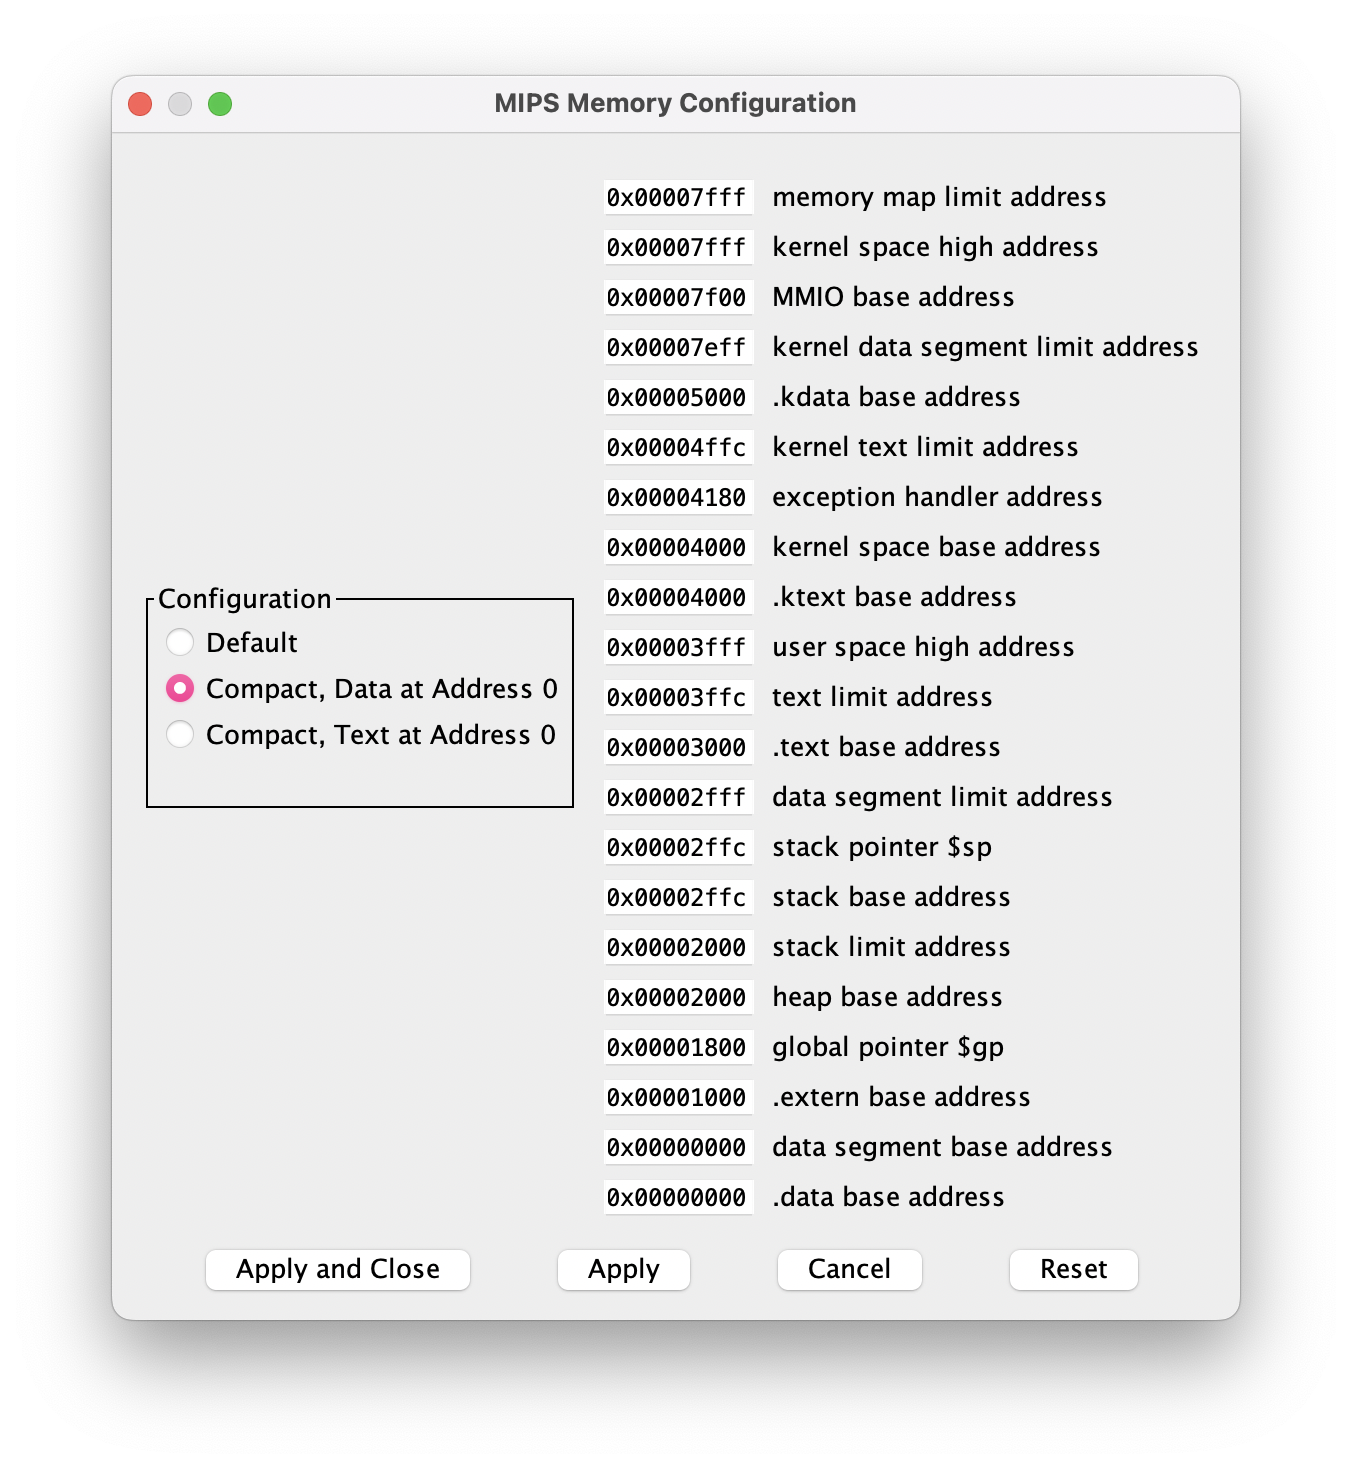 MIPS Memory Configuration
0x00007fff memory map limit address
0x00007fff kernel space high address
0x00007f00 MMIO base address
0x00007eff kernel data segment limit address
0x00005000 .kdata base address
0x00004ffc kernel text limit address
0x00004180 exception handler address
0x00004000 kernel space base address
0x00004000 .ktext base address
0x00003fff user space high address
0x00003ffc text limit address
0x00003000 .text base address
0x00002fff data segment limit address
0x00002ffc stack pointer $sp
0x00002ffc stack base address
0x00002000 stack limit address
0x00002000 heap base address
0x00001800 global pointer $gp
0x00001000 .extern base address
0x00000000 data segment base address
0x00000000 .data base address
Configuration
Default
Compact, Data at Address 0
Compact, Text at Address 0
Apply and Close Apply Cancel Reset